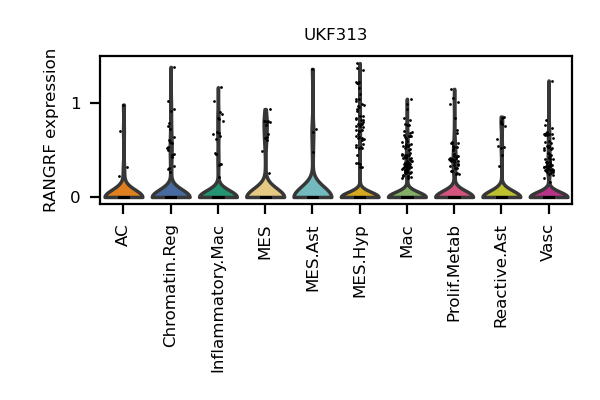 UKF313
RANGRF expression
1
0
AC
Chromatin.Reg
Inflammatory.Mac
MES
MES.Ast
MES.Hyp
Mac
Prolif.Metab
Reactive.Ast
Vasc